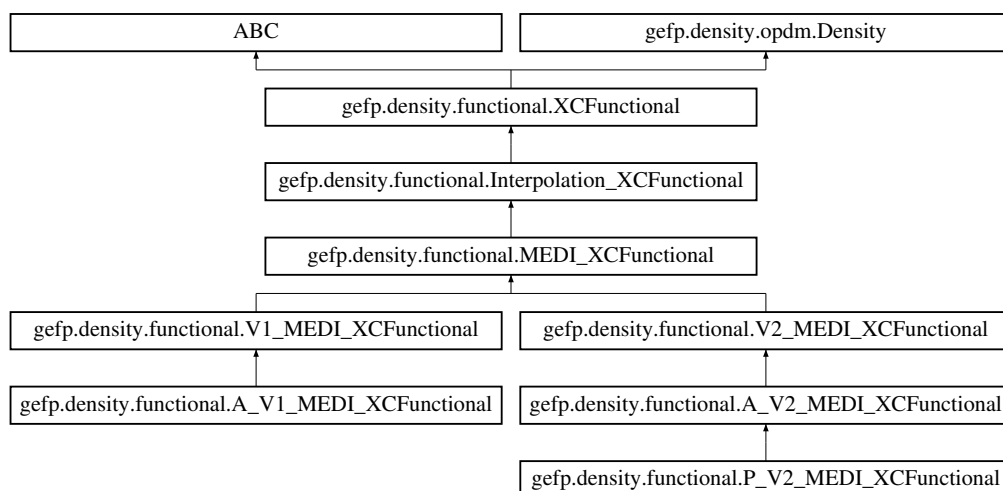 ABC
gefp.density.opdm.Density
gefp.density.functional.XCFunctional
gefp.density.functional.Interpolation_XCFunctional
gefp.density.functional.MEDI_XCFunctional
gefp.density.functional.V1_MEDI_XCFunctional
gefp.density.functional.V2_MEDI_XCFunctional
gefp.density.functional.A_V1_MEDI_XCFunctional
gefp.density.functional.A_V2_MEDI_XCFunctional
gefp.density.functional.P_V2_MEDI_XCFunctional